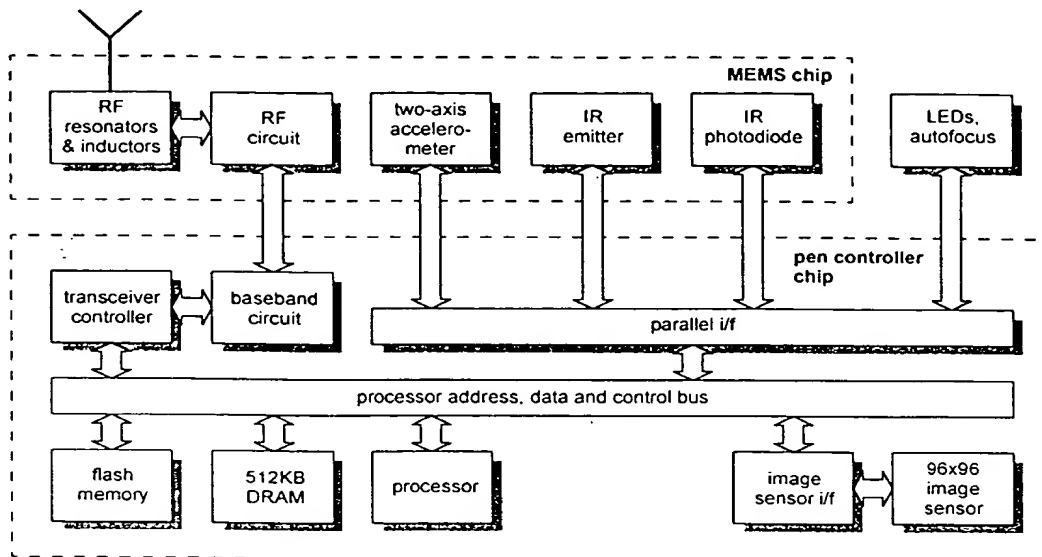 MEMS chip
RF
resonators
& inductors
RF
circuit
two-axis
accelero-
meter
IR
emitter
IR
photodiode
LEDs,
autofocus
pen controller
chip
transceiver
controller
baseband
circuit
parallel i/f
processor address, data and control bus
flash
memory
512KB
DRAM
processor
image
sensor i/f
96x96
image
sensor